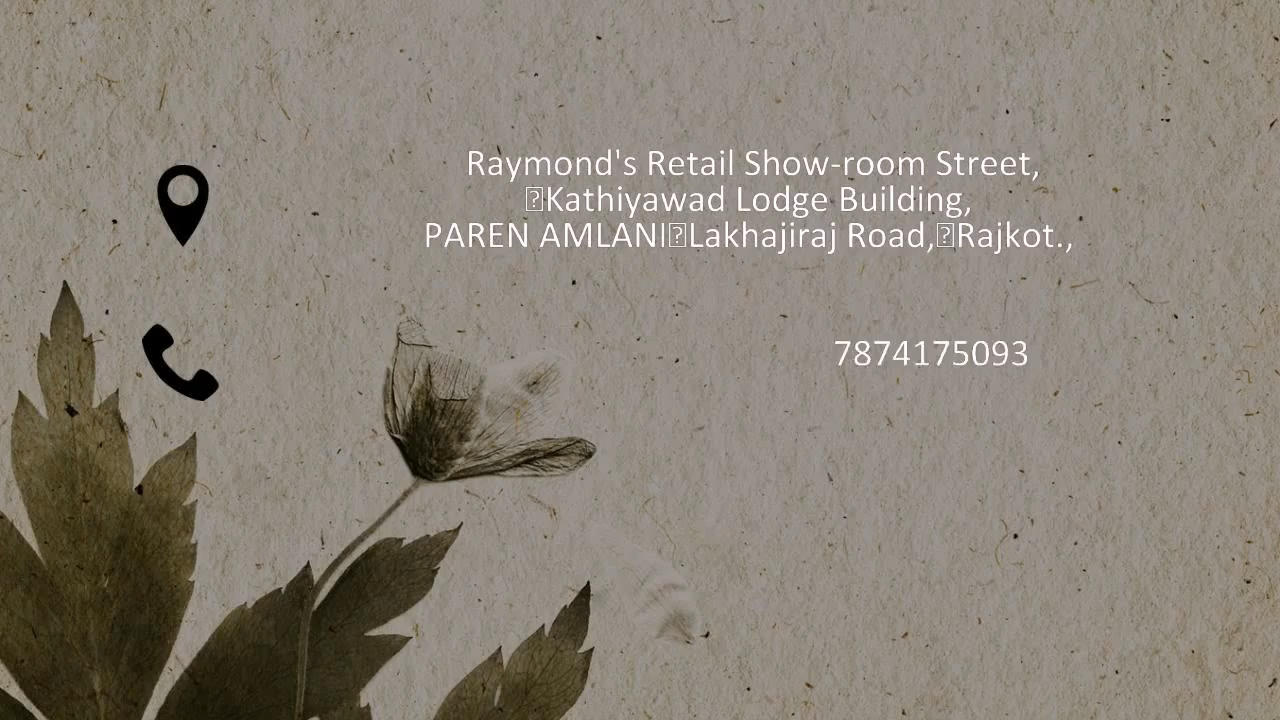 Raymond's Retail Show-room Street,
Kathiyawad Lodge Building,
PAREN AMLANI Lakhajiraj Road, Rajkot.,
7874175093